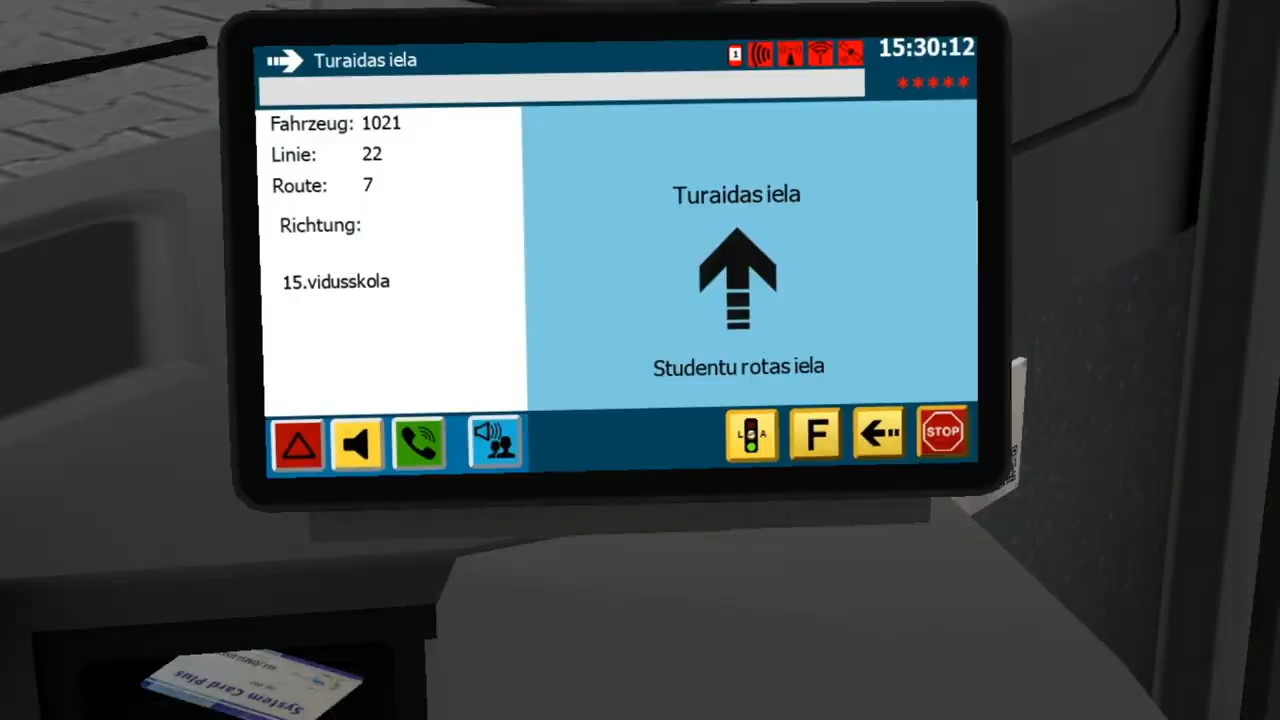 Turaidas iela
1
15:30:12
*****
Fahrzeug: 1021
Linie: 22
Route: 7
Richtung:
15.vidusskola
Turaidas iela
Studentu rotas iela
L A
F
STOP
System Card Plus